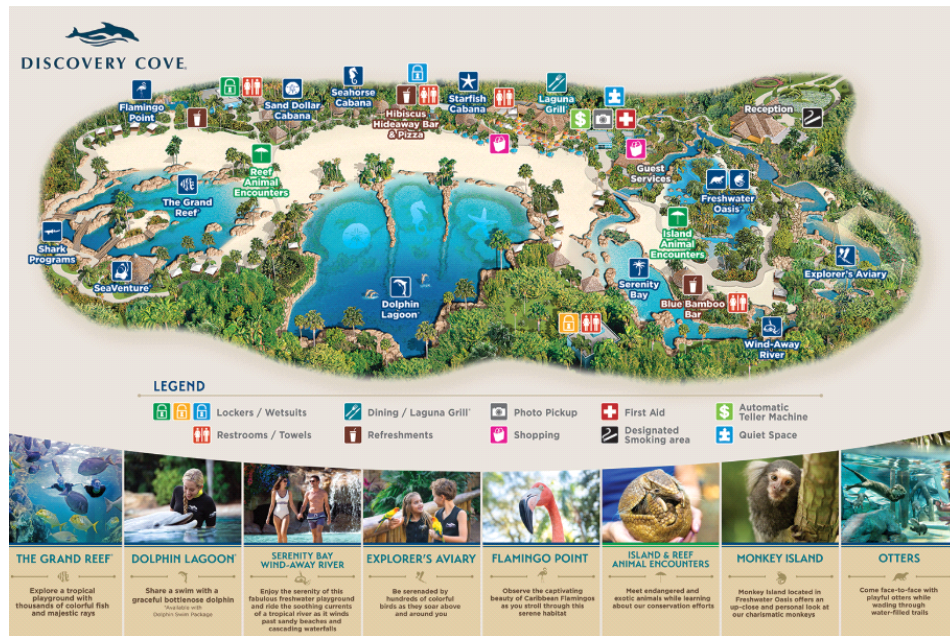 DISCOVERY COVE
Flamingo
Point
Sand Dollar
Cabana
Seahorse
Cabana
Hibiscus
Hideaway Bar
& Pizza
Starfish
Cabana
Laguna
Grill
$
Reception
Guest
Services
Reef
Animal
Encounters
The Grand
Reef
Freshwater
Oasis
Island
Animal
Encounters
Shark
Programs
SeaVenture
Dolphin
Lagoon
Serenity
Bay
Explorer's Aviary
Blue Bamboo
Bar
Wind-Away
River
LEGEND
Lockers / Wetsuits
Dining / Laguna Grill
Photo Pickup
First Aid
$
Automatic
Teller Machine
Restrooms / Towels
Refreshments
Shopping
Designated
Smoking area
Quiet Space
THE GRAND REEF
Explore a tropical
playground with
thousands of colorful fish
and majestic rays
DOLPHIN LAGOON
Share a swim with a
graceful bottlenose dolphin
*Available with
Dolphin Swim Package
SERENITY BAY
WIND-AWAY RIVER
Enjoy the serenity of this
fabulous freshwater playground
and ride the soothing currents
of a tropical river as it winds
past sandy beaches and
cascading waterfalls
EXPLORER'S AVIARY
Be serenaded by
hundreds of colorful
birds as they soar above
and around you
FLAMINGO POINT
Observe the captivating
beauty of Caribbean Flamingos
as you stroll through this
serene habitat
ISLAND & REEF
ANIMAL ENCOUNTERS
Meet endangered and
exotic animals while learning
about our conservation efforts
MONKEY ISLAND
Monkey Island located in
Freshwater Oasis offers an
up-close and personal look at
our charismatic monkeys
OTTERS
Come face-to-face with
playful otters while
wading through
water-filled trails